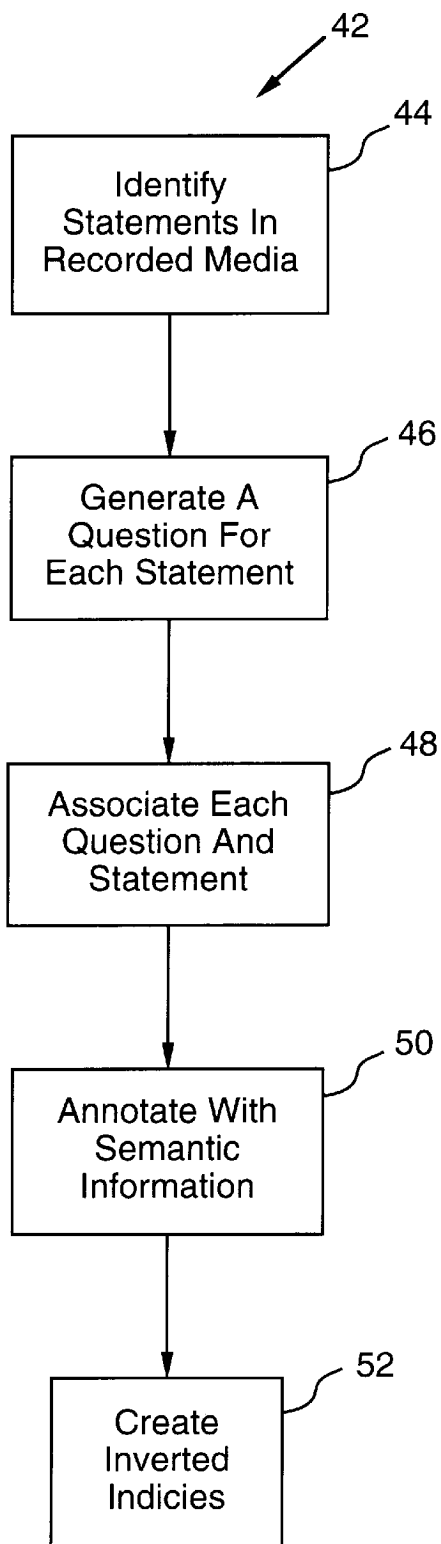 42
44
Identify
Statements In
Recorded Media
46
Generate A
Question For
Each Statement
48
Associate Each
Question And
Statement
50
Annotate With
Semantic
Information
52
Create
Inverted
Indicies